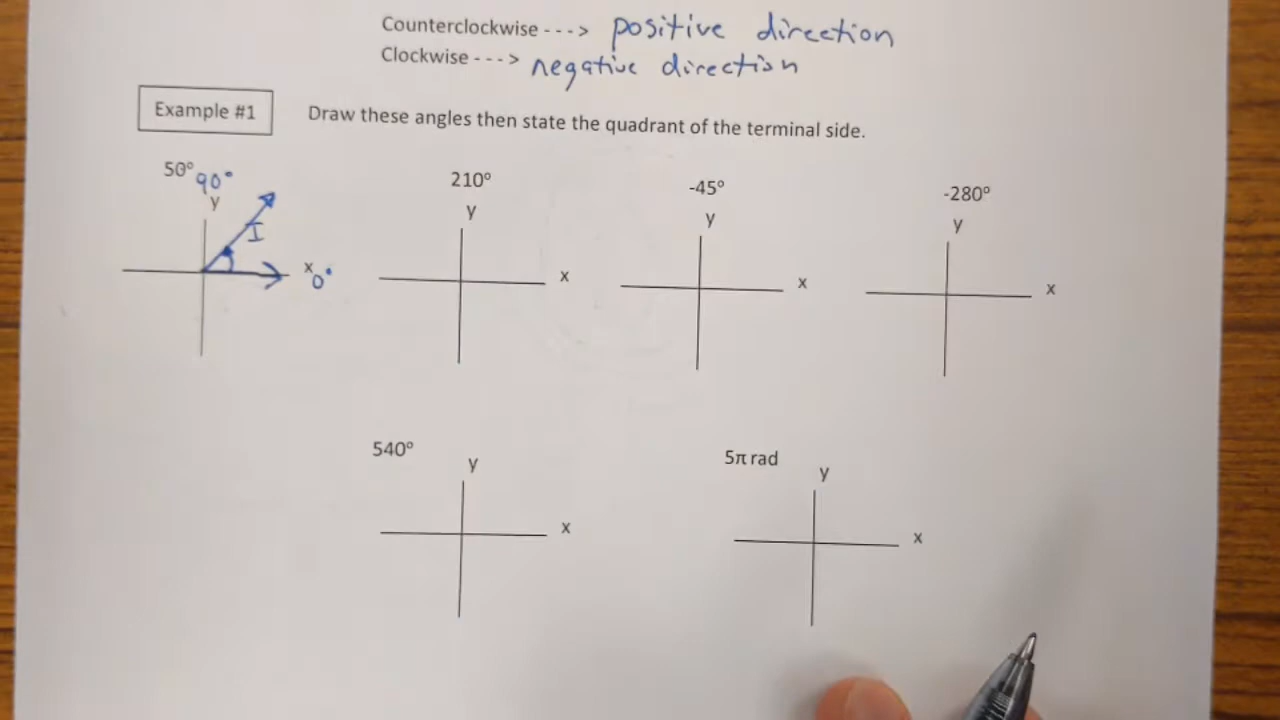 Counterclockwise - - - > positive direction
Clockwise - - - > negative direction
Example #1 Draw these angles then state the quadrant of the terminal side.
50° 90° 210° -45° -280°
y y y y
I
x 0° x x x
540° 5π rad
y y
x x